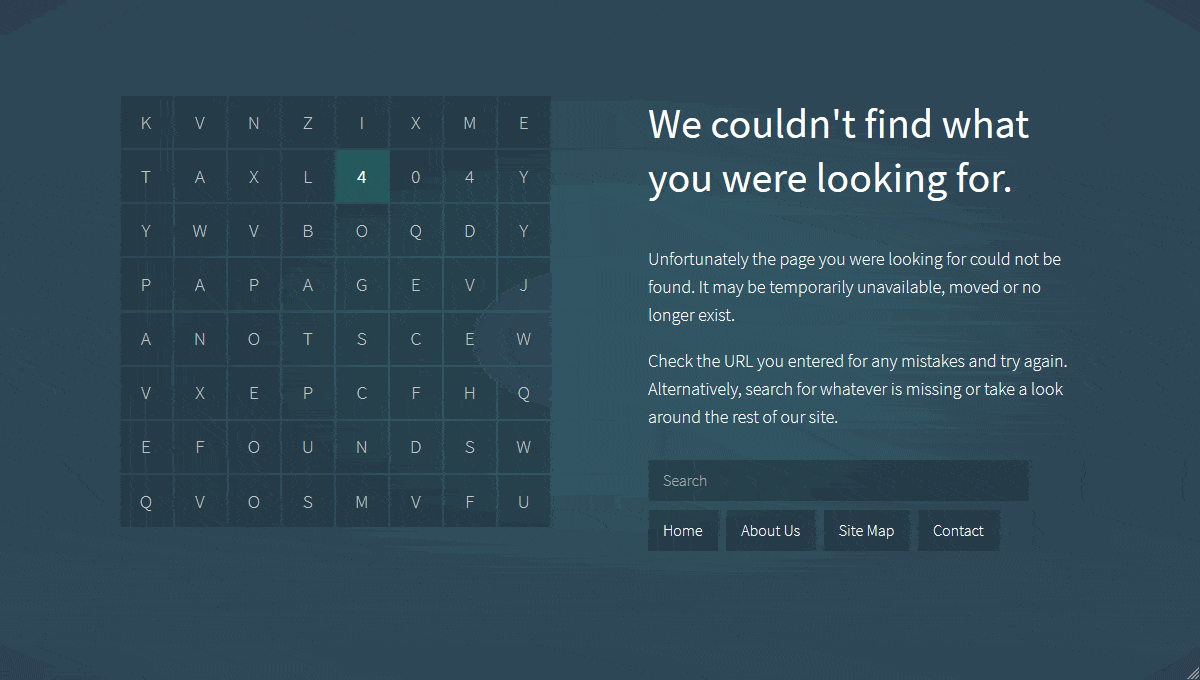 K V N Z I X M E
T A X L 4 0 4 Y
Y W V B O Q D Y
P A P A G E V J
A N O T S C E W
V X E P C F H Q
E F O U N D S W
Q V O S M V F U
We couldn't find what
you were looking for.
Unfortunately the page you were looking for could not be
found. It may be temporarily unavailable, moved or no
longer exist.
Check the URL you entered for any mistakes and try again.
Alternatively, search for whatever is missing or take a look
around the rest of our site.
Search
Home About Us Site Map Contact